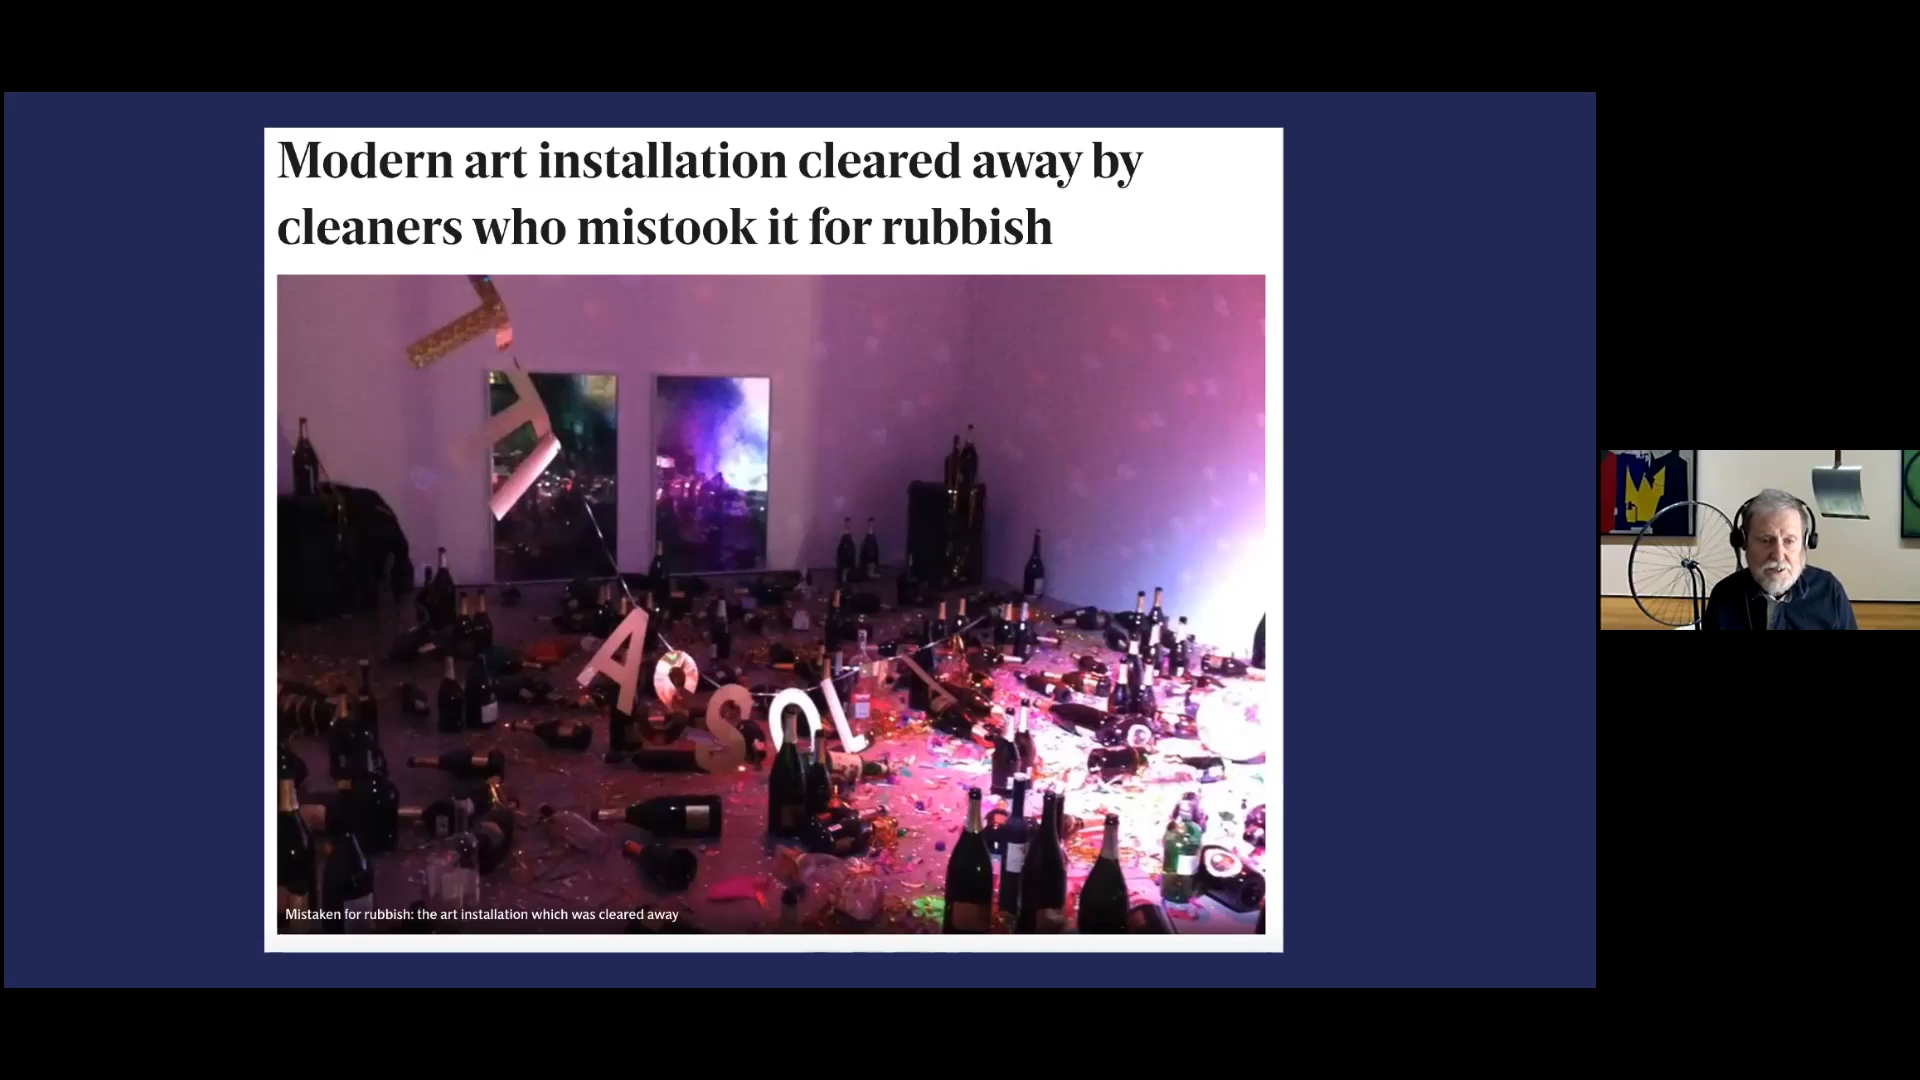 Modern art installation cleared away by
cleaners who mistook it for rubbish
ASSOL
Mistaken for rubbish: the art installation which was cleared away